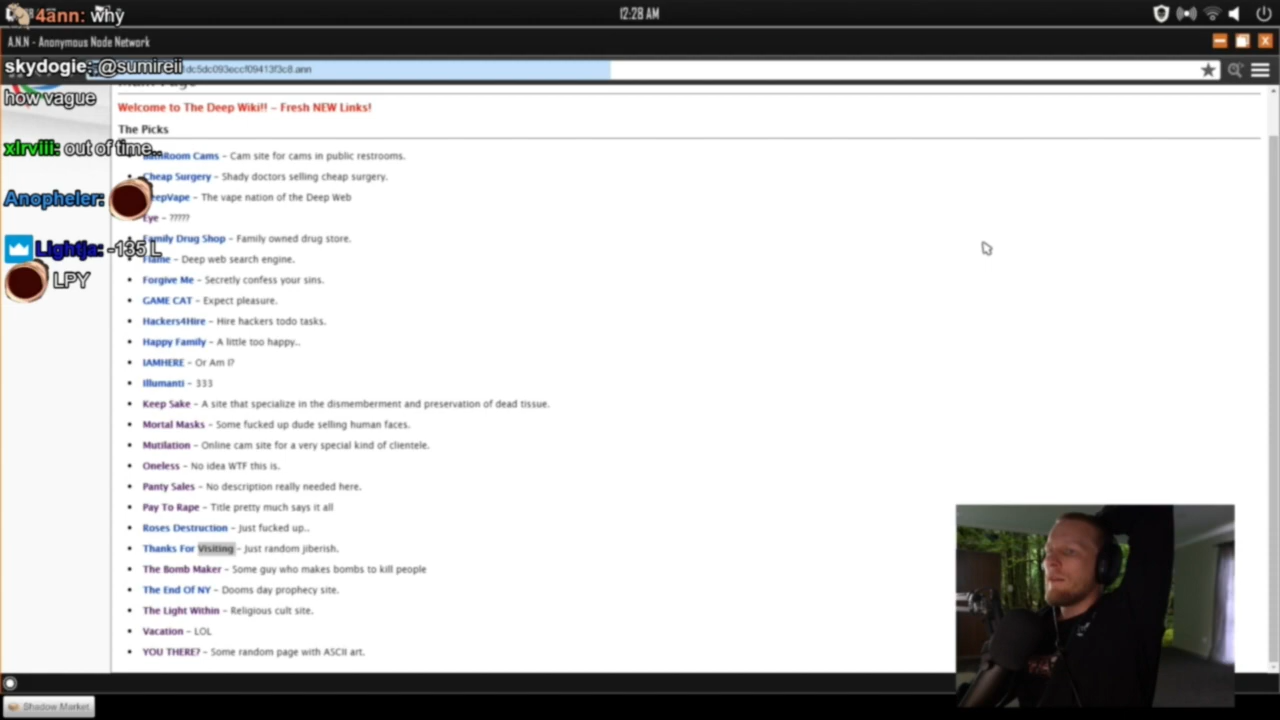 4ann: why
12:28 AM
A.N.N - Anonymous Node Network
skydogie: @sumireii
dc5dc093eccf09413f3c8.ann
how vague
Welcome to The Deep Wiki!! - Fresh NEW Links!
The Picks
xlrviii: out of time...
Room Cams - Cam site for cams in public restrooms.
Cheap Surgery - Shady doctors selling cheap surgery.
Anopheler:
DeepVape - The vape nation of the Deep Web
Eye - ?????
Family Drug Shop - Family owned drug store.
Lightja: -135 L
Flame - Deep web search engine.
LPY
Forgive Me - Secretly confess your sins.
GAME CAT - Expect pleasure.
Hackers4Hire - Hire hackers todo tasks.
Happy Family - A little too happy..
IAMHERE - Or Am I?
Illumanti - 333
Keep Sake - A site that specialize in the dismemberment and preservation of dead tissue.
Mortal Masks - Some fucked up dude selling human faces.
Mutilation - Online cam site for a very special kind of clientele.
Oneless - No idea WTF this is.
Panty Sales - No description really needed here.
Pay To Rape - Title pretty much says it all
Roses Destruction - Just fucked up..
Thanks For Visiting - Just random jiberish.
The Bomb Maker - Some guy who makes bombs to kill people
The End Of NY - Dooms day prophecy site.
The Light Within - Religious cult site.
Vacation - LOL
YOU THERE? - Some random page with ASCII art.
Shadow Market